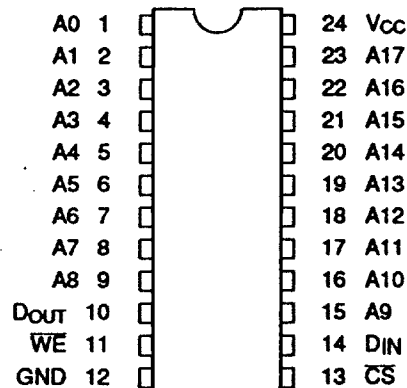 A0 1 24 VCC
A1 2 23 A17
A2 3 22 A16
A3 4 21 A15
A4 5 20 A14
A5 6 19 A13
A6 7 18 A12
A7 8 17 A11
A8 9 16 A10
DOUT 10 15 A9
W̅E̅ 11 14 DIN
GND 12 13 C̅S̅